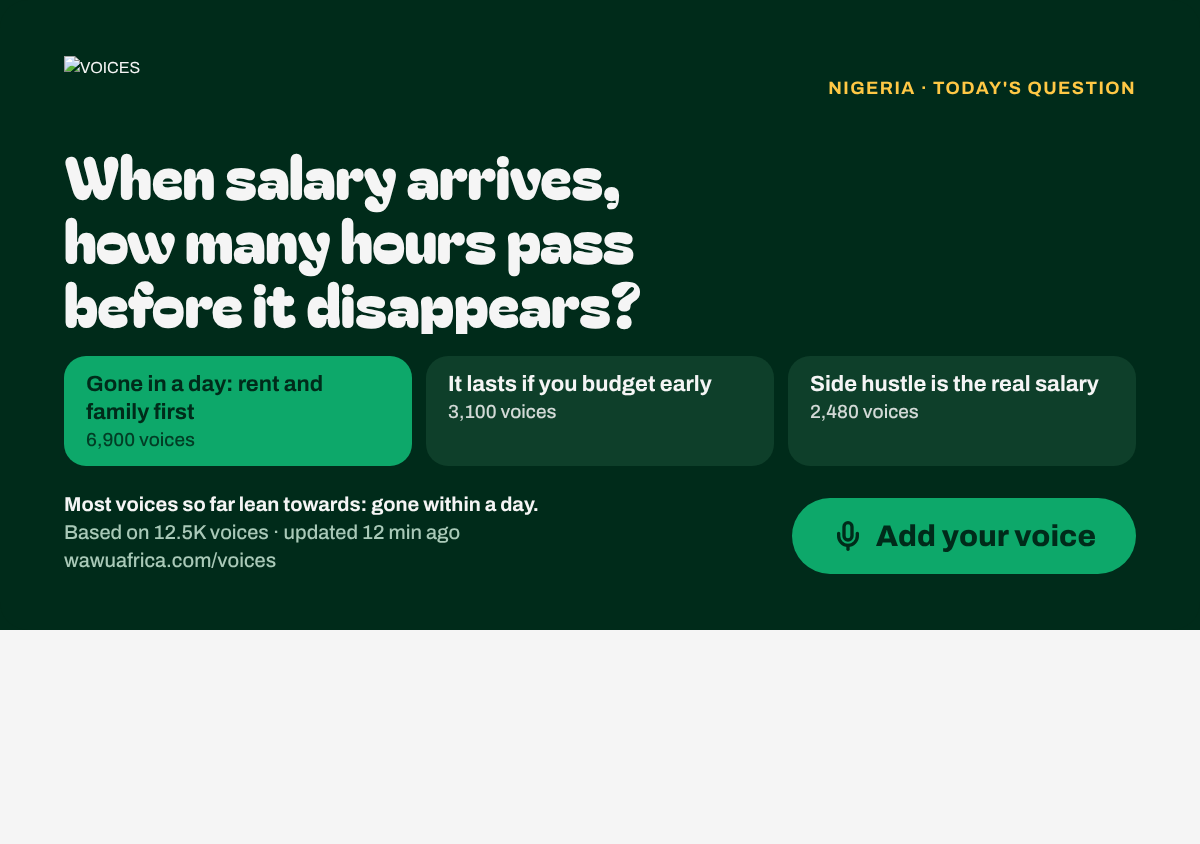 VOICES
NIGERIA · TODAY'S QUESTION
When salary arrives,
how many hours pass
before it disappears?
Gone in a day: rent and
family first
6,900 voices
It lasts if you budget early
3,100 voices
Side hustle is the real salary
2,480 voices
Most voices so far lean towards: gone within a day.
Based on 12.5K voices · updated 12 min ago
wawuafrica.com/voices
Add your voice